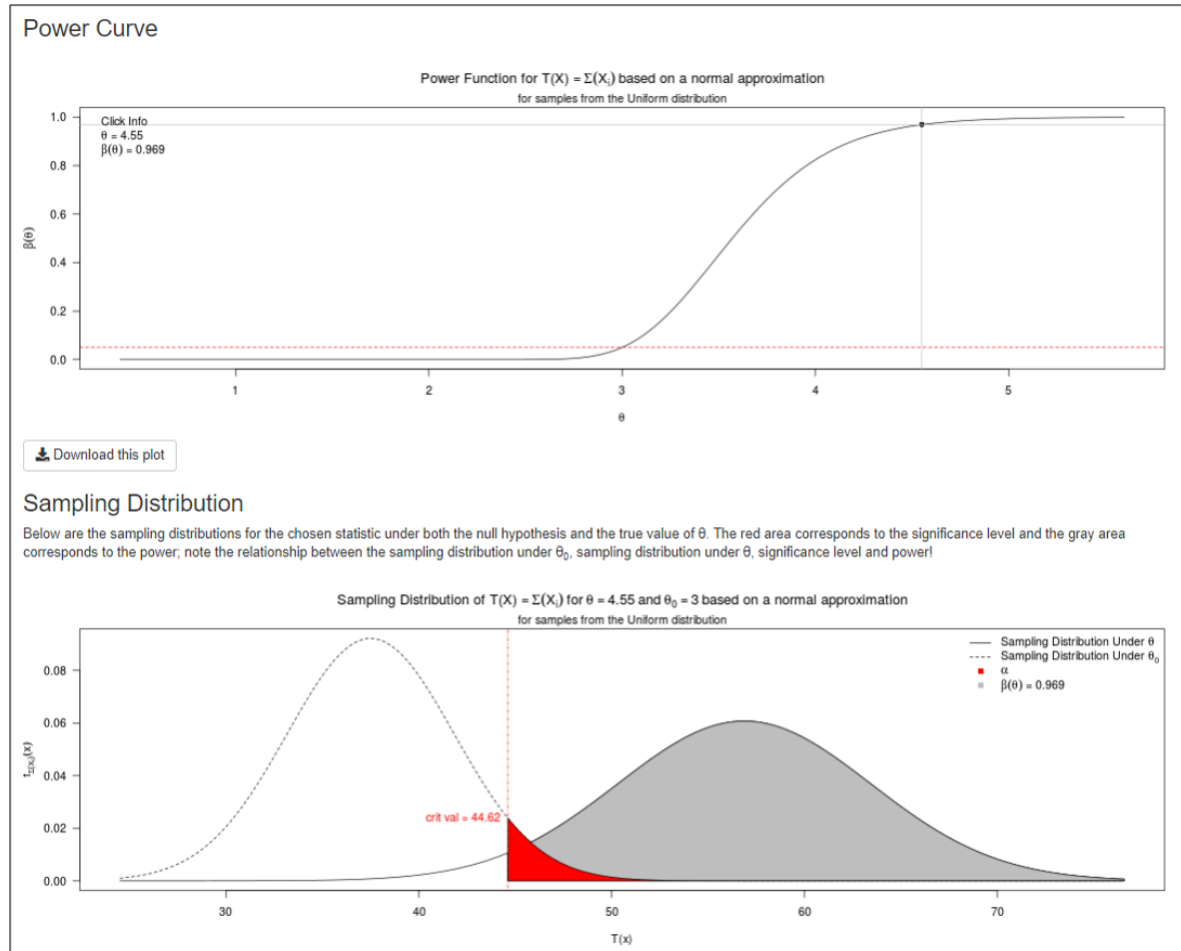 Power Curve
Power Function for T(X) = Σ(Xᵢ) based on a normal approximation
for samples from the Uniform distribution
Click Info
θ = 4.55
β(θ) = 0.969
1.0
0.8
0.6
0.4
0.2
0.0
β(θ)
1 2 3 4 5
θ
Download this plot
Sampling Distribution
Below are the sampling distributions for the chosen statistic under both the null hypothesis and the true value of θ. The red area corresponds to the significance level and the gray area
corresponds to the power; note the relationship between the sampling distribution under θ₀, sampling distribution under θ, significance level and power!
Sampling Distribution of T(X) = Σ(Xᵢ) for θ = 4.55 and θ₀ = 3 based on a normal approximation
for samples from the Uniform distribution
Sampling Distribution Under θ
Sampling Distribution Under θ₀
α
β(θ) = 0.969
0.08
0.06
0.04
0.02
0.00
f_Σ(Xᵢ)(x)
crit val = 44.62
30 40 50 60 70
T(x)